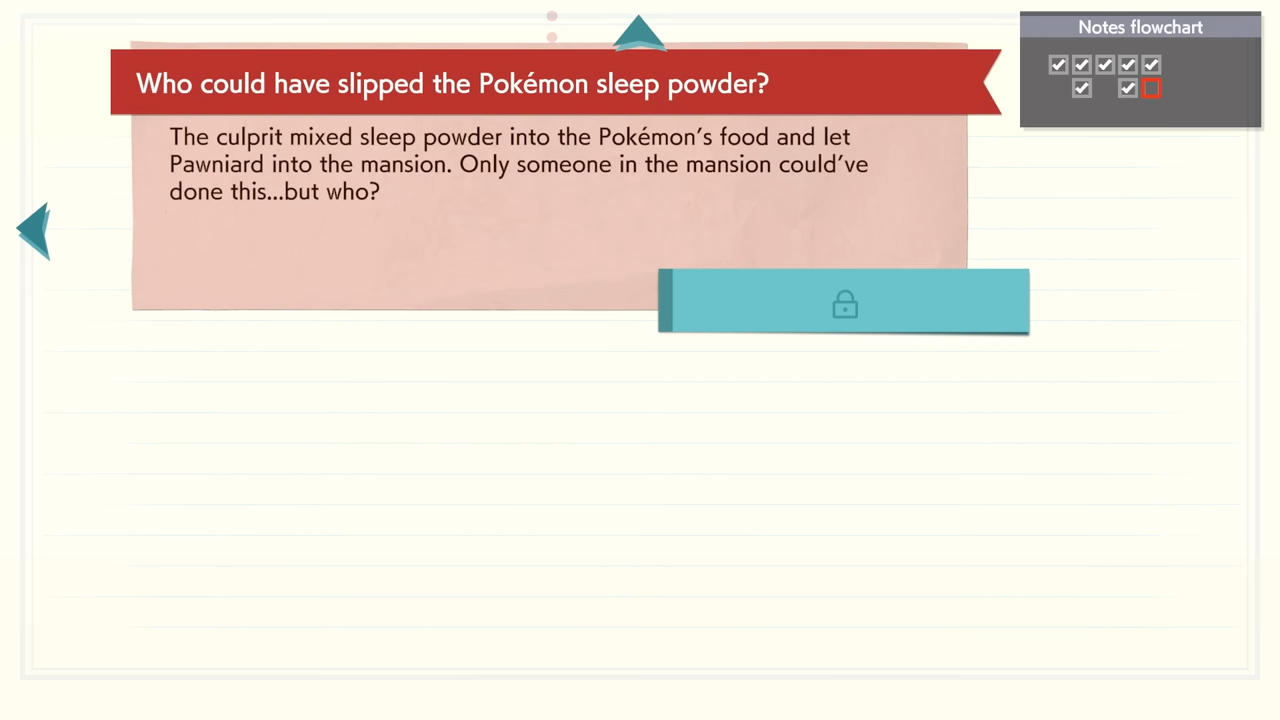 Notes flowchart
Who could have slipped the Pokémon sleep powder?
The culprit mixed sleep powder into the Pokémon's food and let
Pawniard into the mansion. Only someone in the mansion could've
done this...but who?